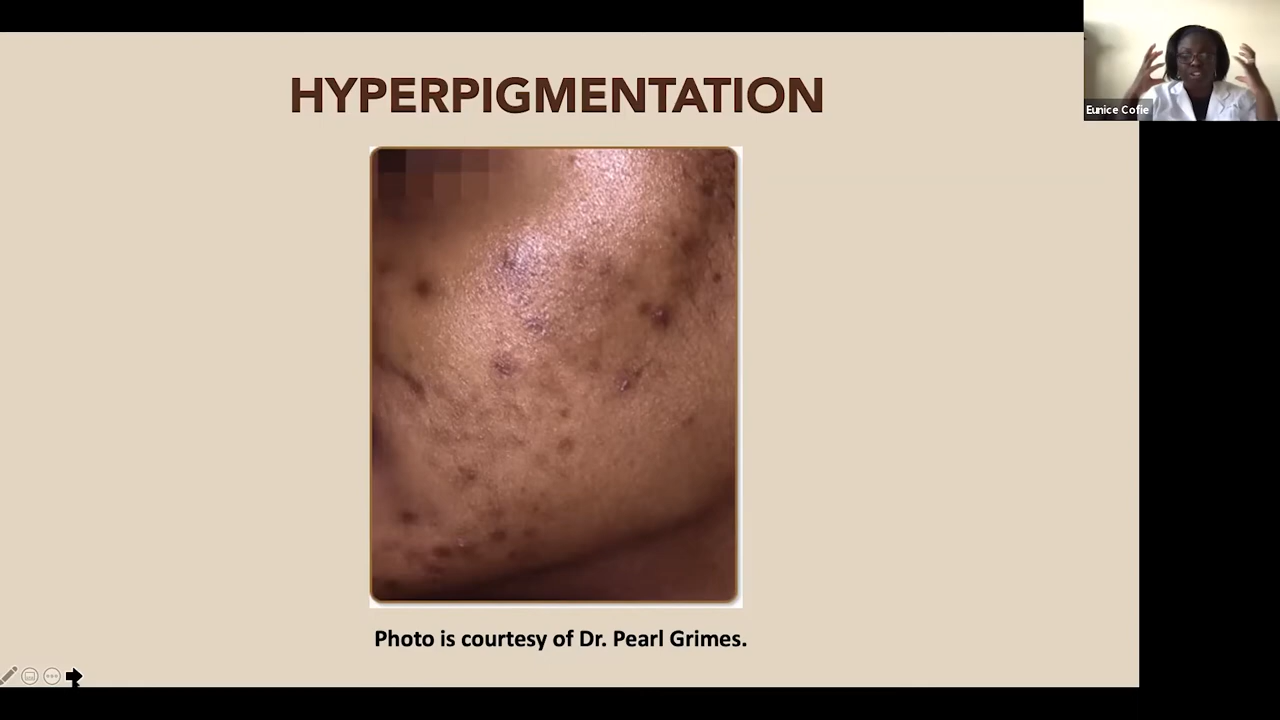 HYPERPIGMENTATION
Eunice Cofie
Photo is courtesy of Dr. Pearl Grimes.